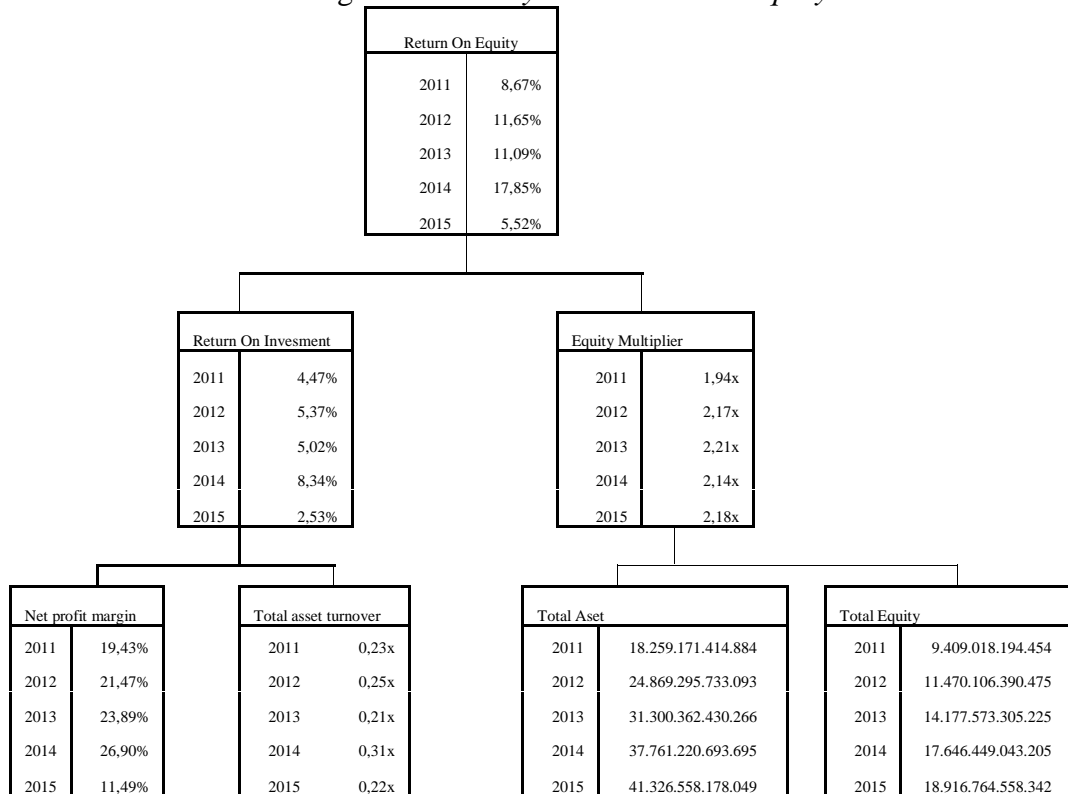 Return On Equity
2011 8,67%
2012 11,65%
2013 11,09%
2014 17,85%
2015 5,52%
Return On Invesment
2011 4,47%
2012 5,37%
2013 5,02%
2014 8,34%
2015 2,53%
Equity Multiplier
2011 1,94x
2012 2,17x
2013 2,21x
2014 2,14x
2015 2,18x
Net profit margin
2011 19,43%
2012 21,47%
2013 23,89%
2014 26,90%
2015 11,49%
Total asset turnover
2011 0,23x
2012 0,25x
2013 0,21x
2014 0,31x
2015 0,22x
Total Aset
2011 18.259.171.414.884
2012 24.869.295.733.093
2013 31.300.362.430.266
2014 37.761.220.693.695
2015 41.326.558.178.049
Total Equity
2011 9.409.018.194.454
2012 11.470.106.390.475
2013 14.177.573.305.225
2014 17.646.449.043.205
2015 18.916.764.558.342